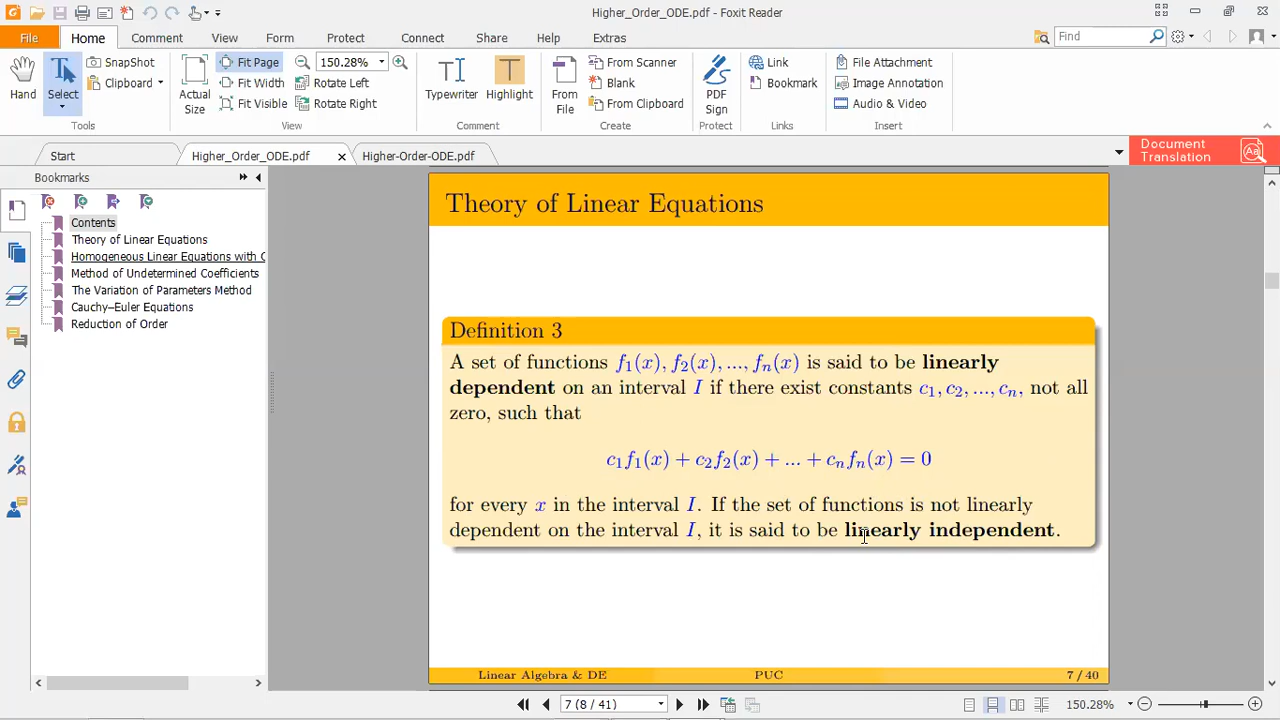 Higher_Order_ODE.pdf - Foxit Reader
File Home Comment View Form Protect Connect Share Help Extras Find
Hand
Select
SnapShot
Clipboard
Tools
Actual Size
Fit Page
Fit Width
Fit Visible
150.28%
Rotate Left
Rotate Right
View
Typewriter
Highlight
Comment
From File
From Scanner
Blank
From Clipboard
Create
PDF Sign
Protect
Link
Bookmark
Links
File Attachment
Image Annotation
Audio & Video
Insert
Start Higher_Order_ODE.pdf Higher-Order-ODE.pdf
Document Translation
Bookmarks
Contents
Theory of Linear Equations
Homogeneous Linear Equations with C
Method of Undetermined Coefficients
The Variation of Parameters Method
Cauchy–Euler Equations
Reduction of Order
Theory of Linear Equations
Definition 3
A set of functions f₁(x), f₂(x), ..., fₙ(x) is said to be linearly
dependent on an interval I if there exist constants c₁, c₂, ..., cₙ, not all
zero, such that
c₁f₁(x) + c₂f₂(x) + ... + cₙfₙ(x) = 0
for every x in the interval I. If the set of functions is not linearly
dependent on the interval I, it is said to be linearly independent.
Linear Algebra & DE PUC 7 / 40
7 (8 / 41) 150.28%